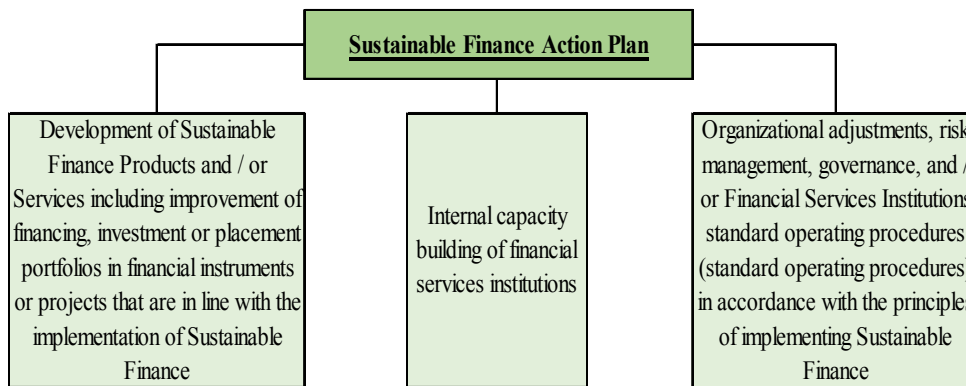 Sustainable Finance Action Plan
Development of Sustainable
Finance Products and / or
Services including improvement of
financing, investment or placement
portfolios in financial instruments
or projects that are in line with the
implementation of Sustainable
Finance
Internal capacity
building of financial
services institutions
Organizational adjustments, risk
management, governance, and /
or Financial Services Institutions
standard operating procedures
(standard operating procedures)
in accordance with the principles
of implementing Sustainable
Finance